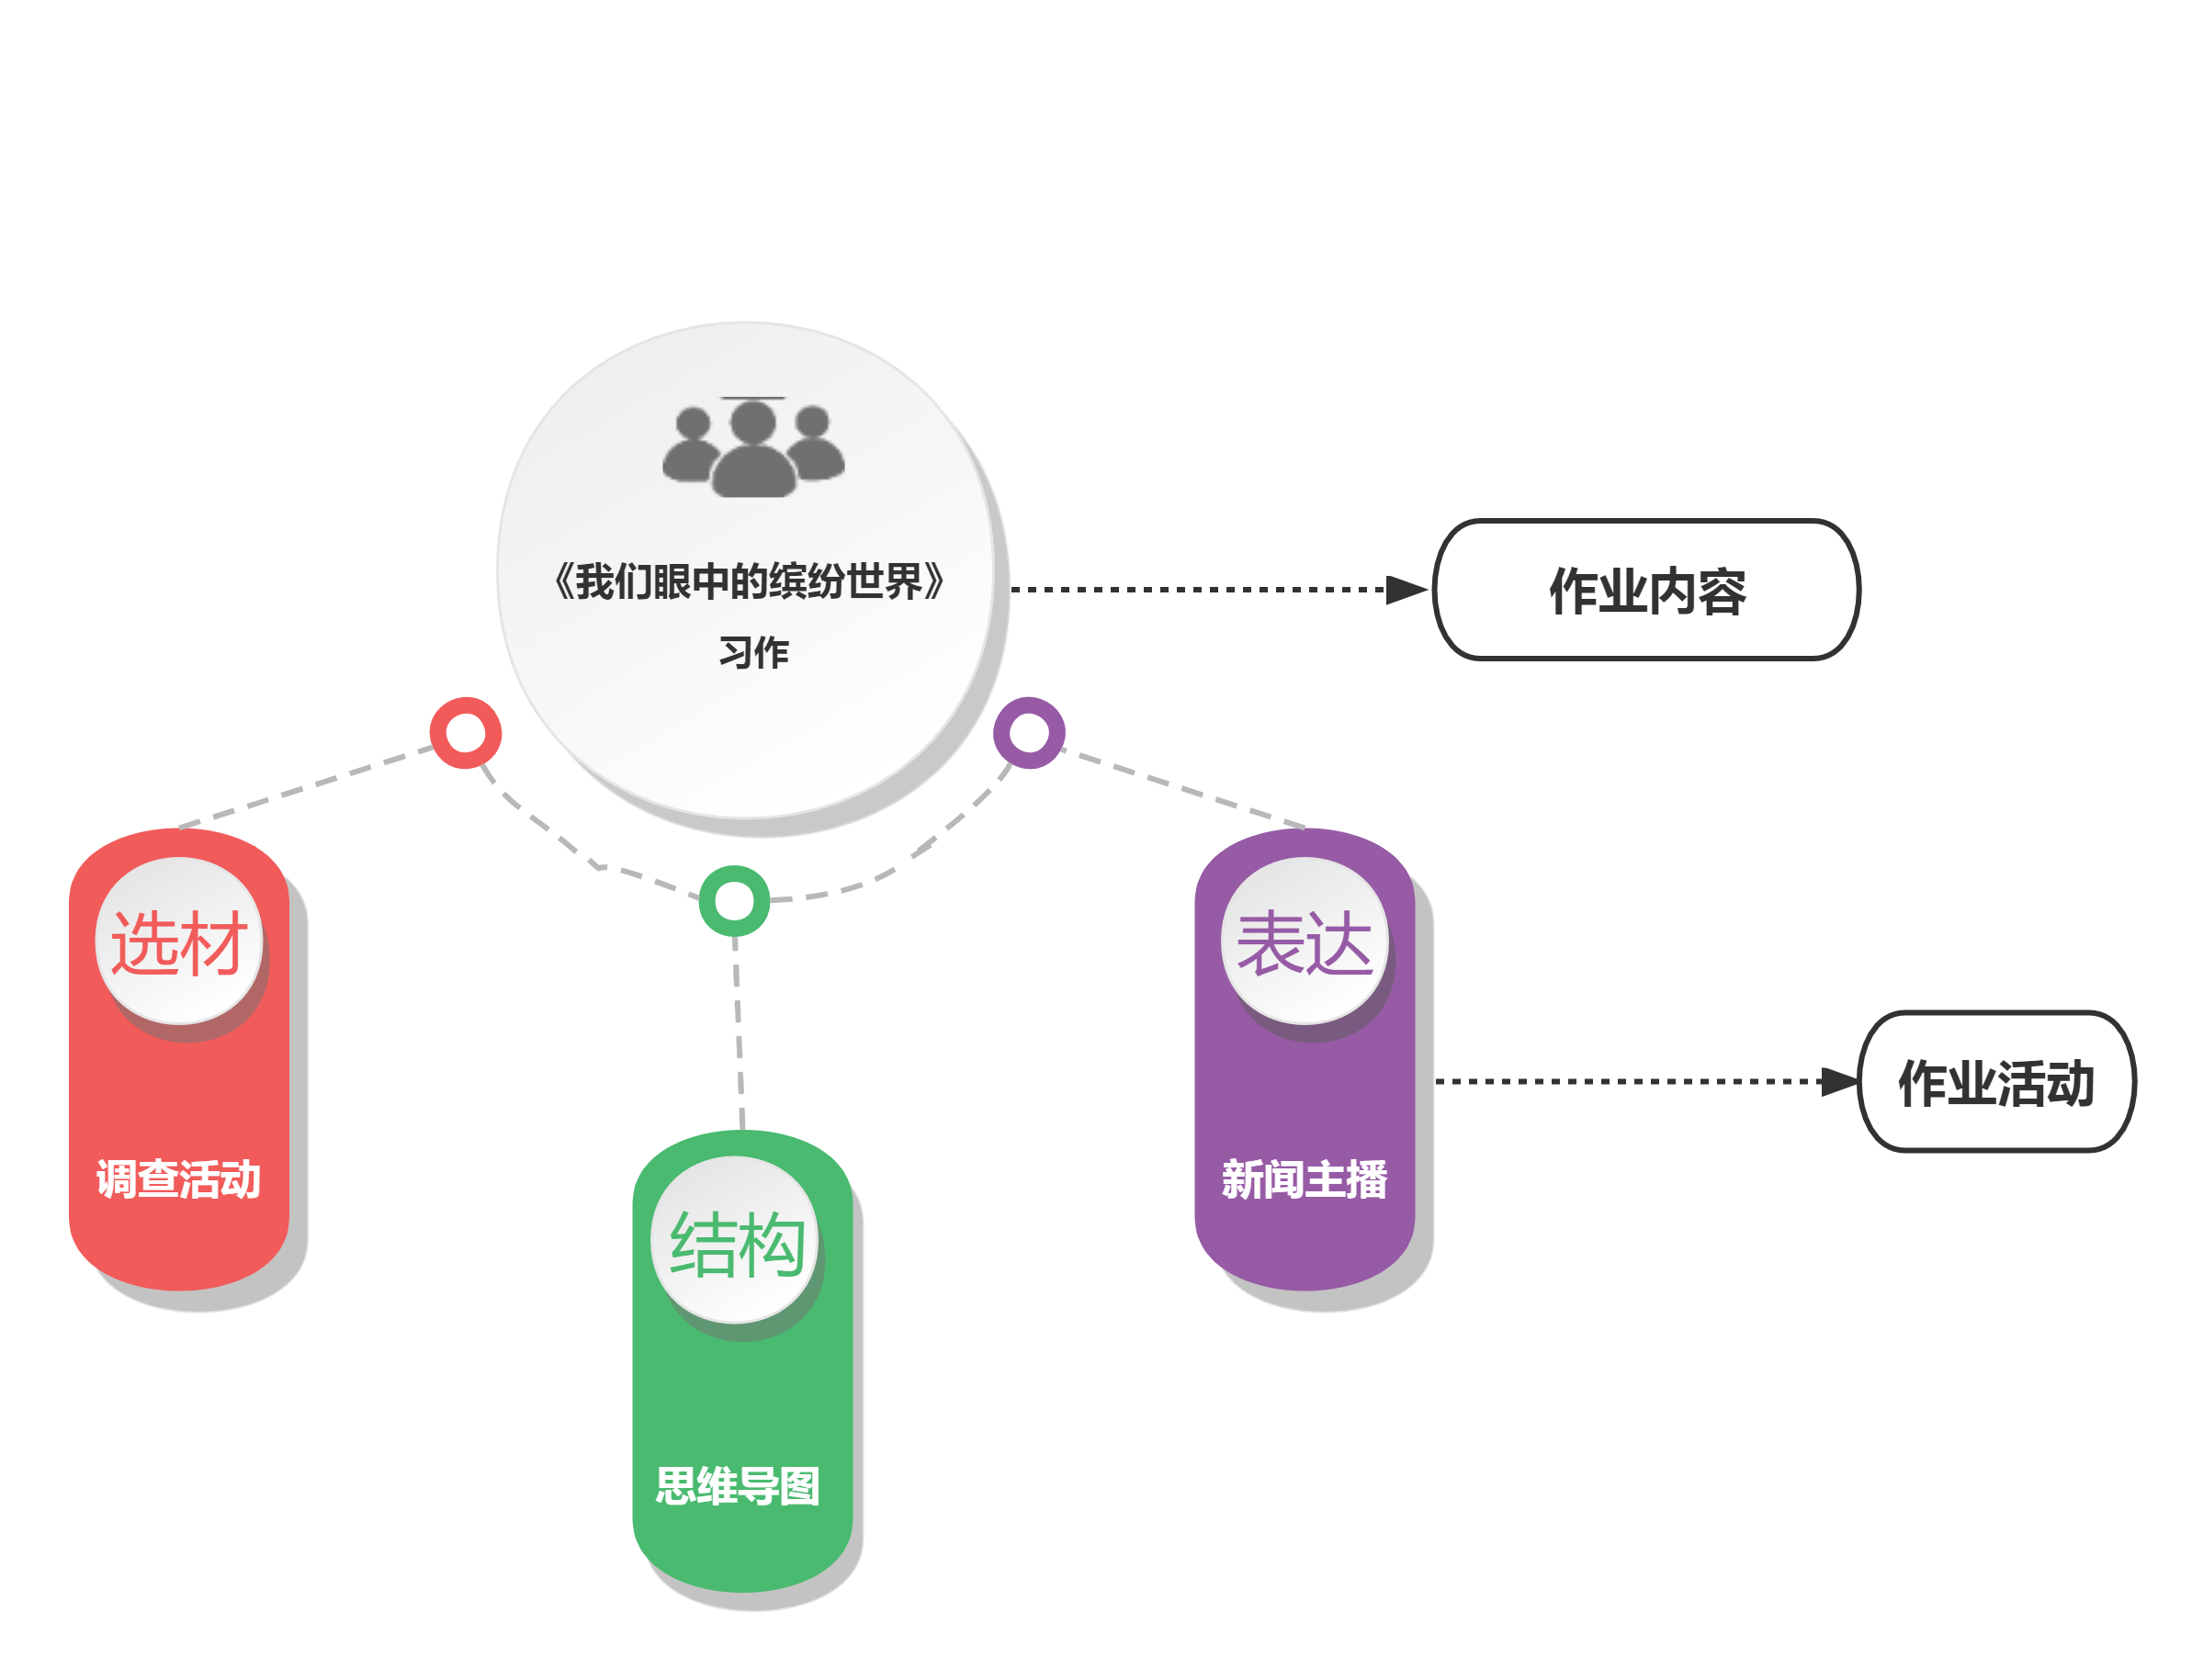 《我们眼中的缤纷世界》
习作
作业内容
选材
调查活动
结构
思维导图
表达
新闻主播
作业活动